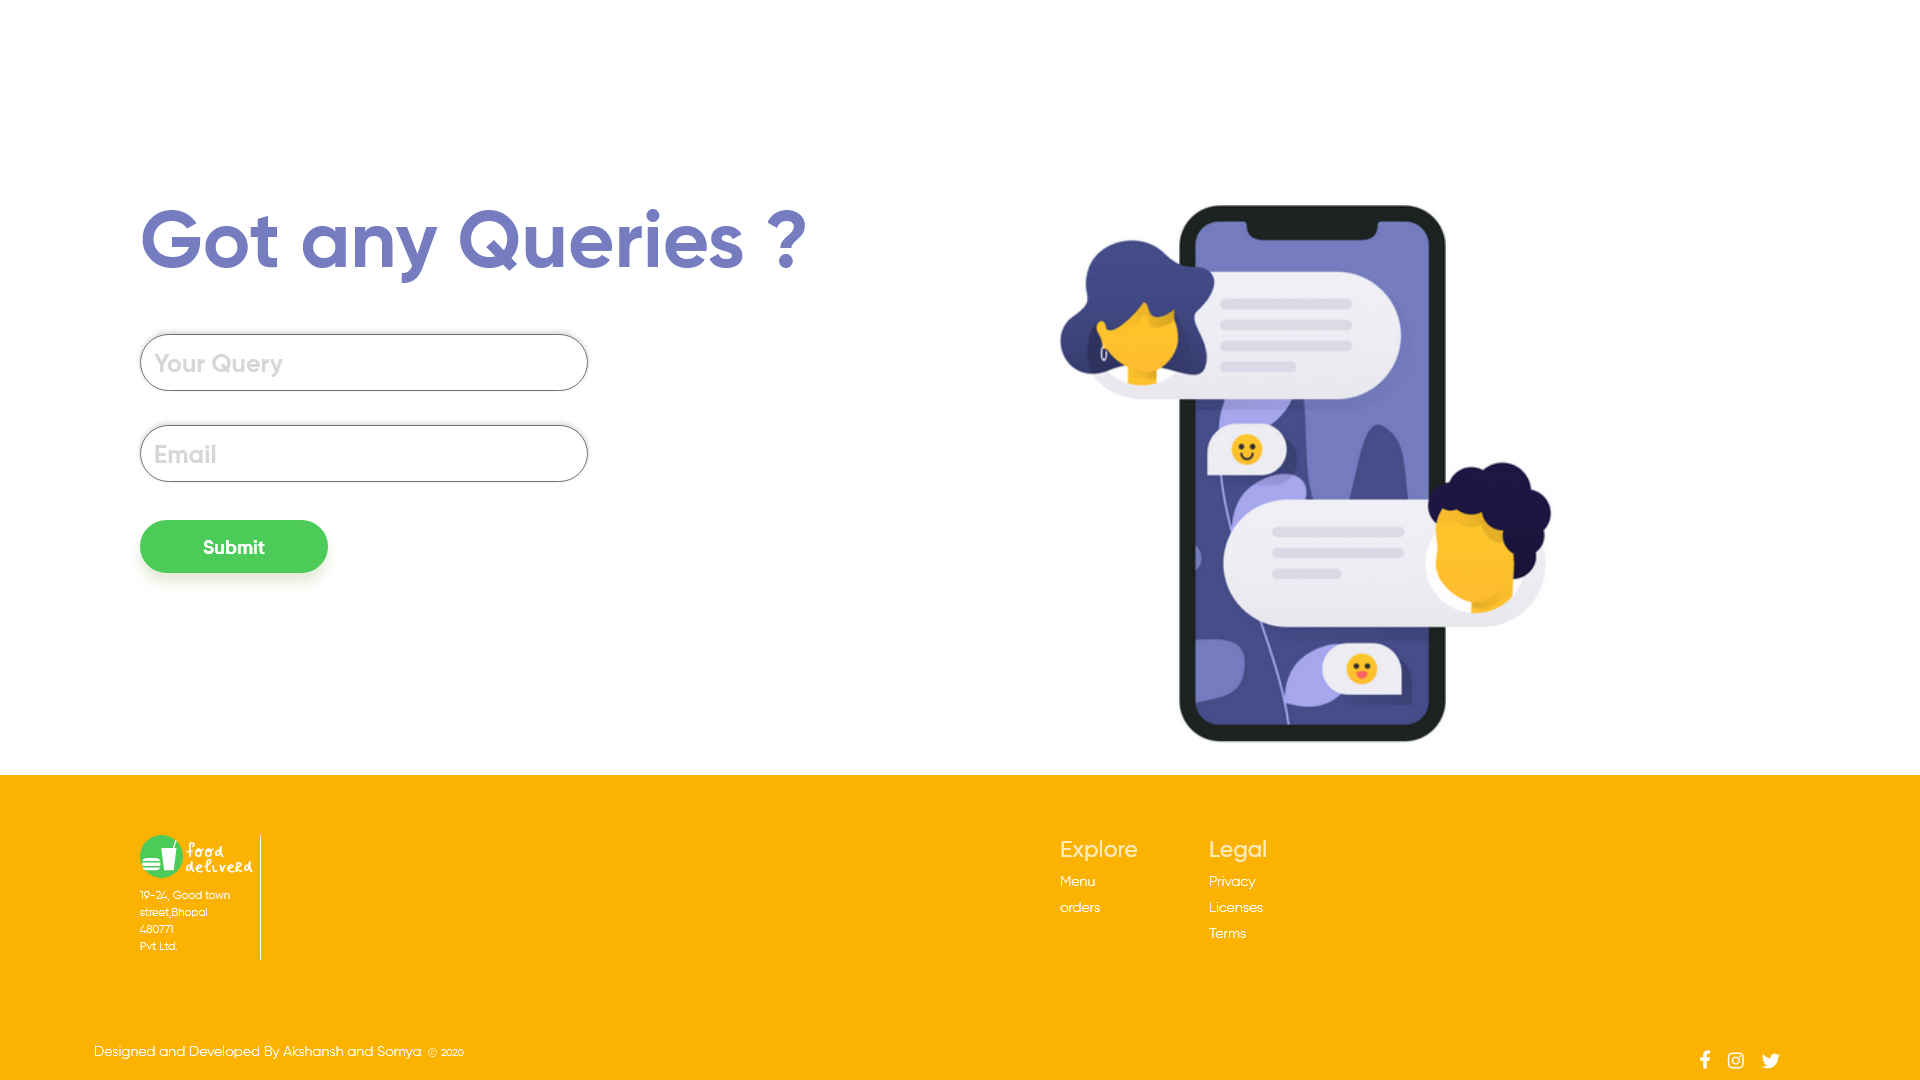 Got any Queries ?
Your Query
Email
Submit
food
deliverd
19-24, Good town
street,Bhopal
480771
Pvt Ltd.
Explore
Menu
orders
Legal
Privacy
Licenses
Terms
Designed and Developed By Akshansh and Somya © 2020